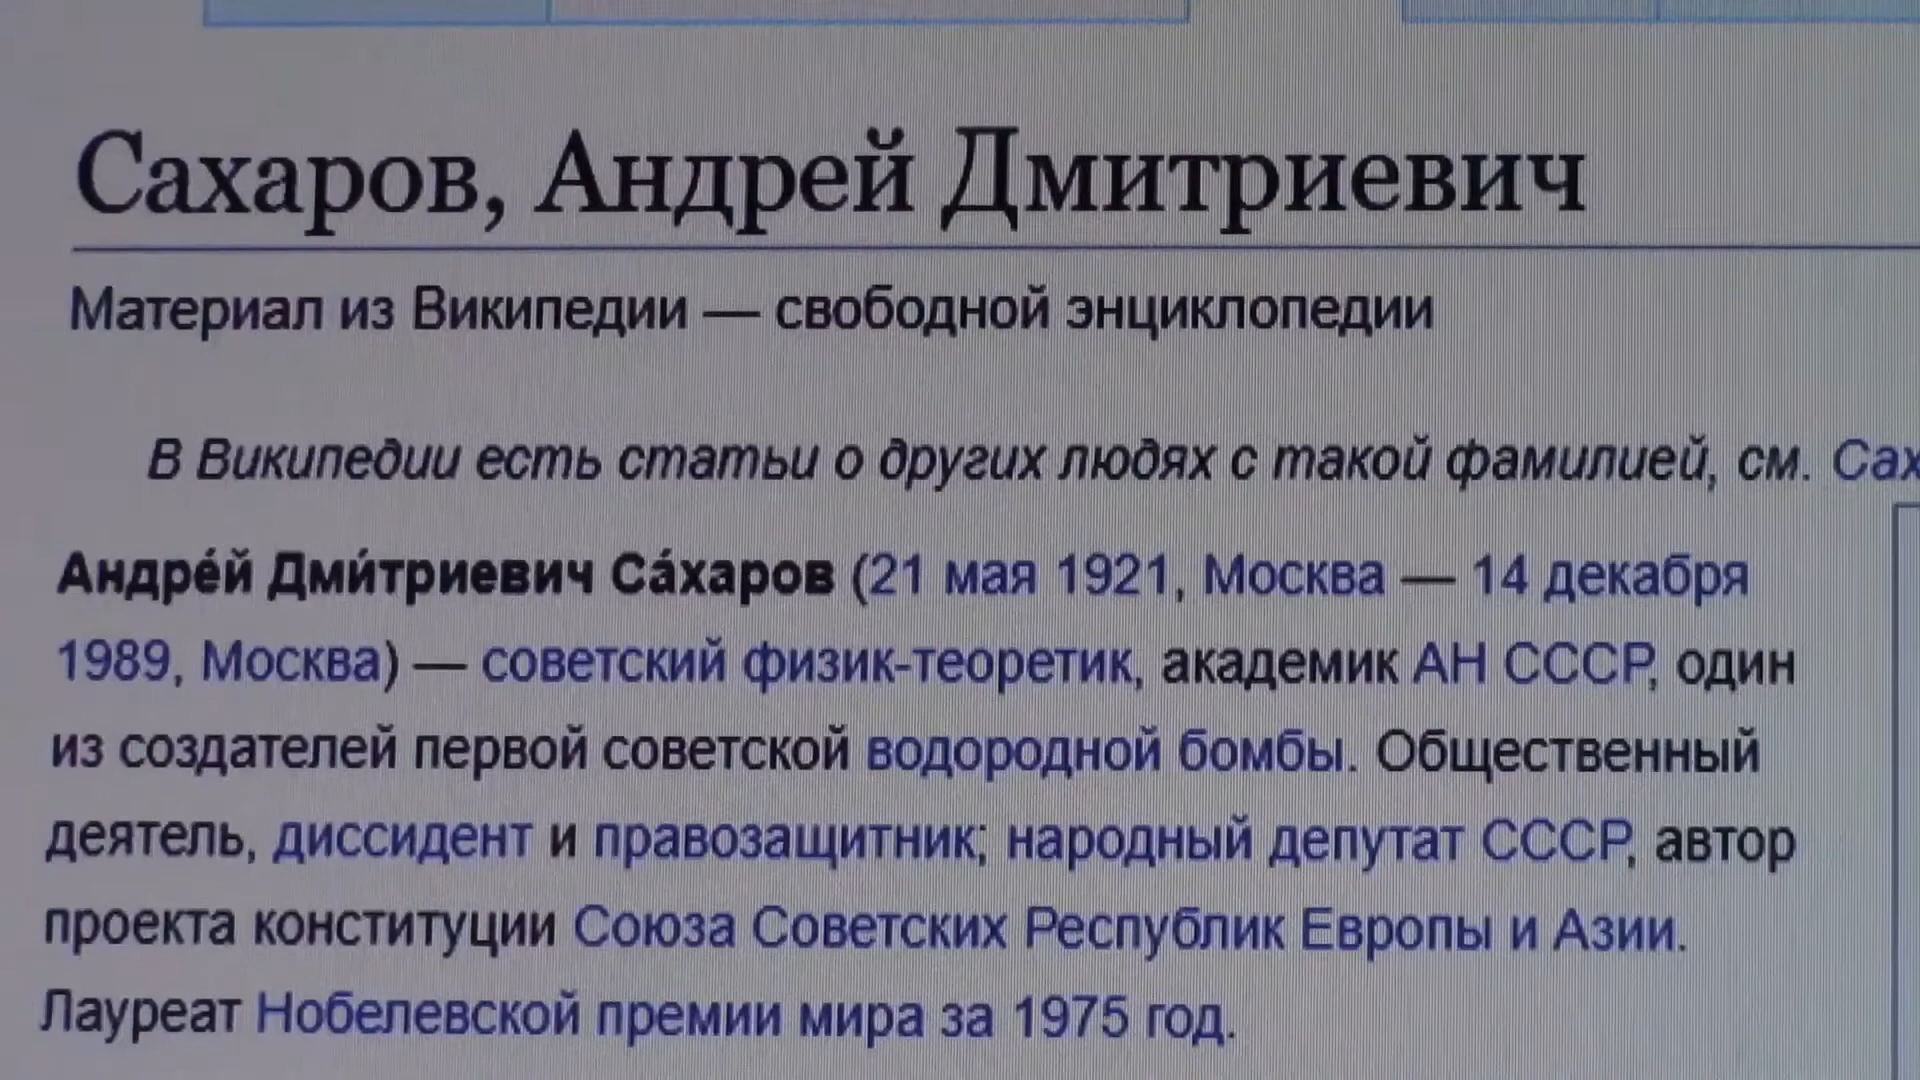 Сахаров, Андрей Дмитриевич
Материал из Википедии — свободной энциклопедии
В Википедии есть статьи о других людях с такой фамилией, см. Сах
Андре́й Дми́триевич Са́харов (21 мая 1921, Москва — 14 декабря
1989, Москва) — советский физик-теоретик, академик АН СССР, один
из создателей первой советской водородной бомбы. Общественный
деятель, диссидент и правозащитник; народный депутат СССР, автор
проекта конституции Союза Советских Республик Европы и Азии.
Лауреат Нобелевской премии мира за 1975 год.